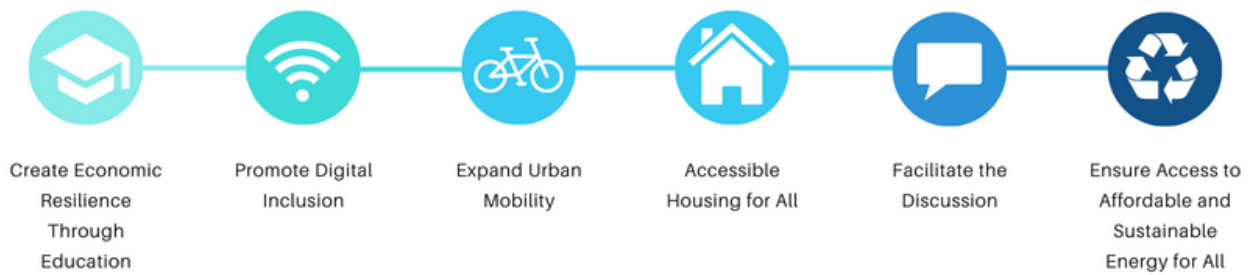 Create Economic
Resilience
Through
Education
Promote Digital
Inclusion
Expand Urban
Mobility
Accessible
Housing for All
Facilitate the
Discussion
Ensure Access to
Affordable and
Sustainable
Energy for All